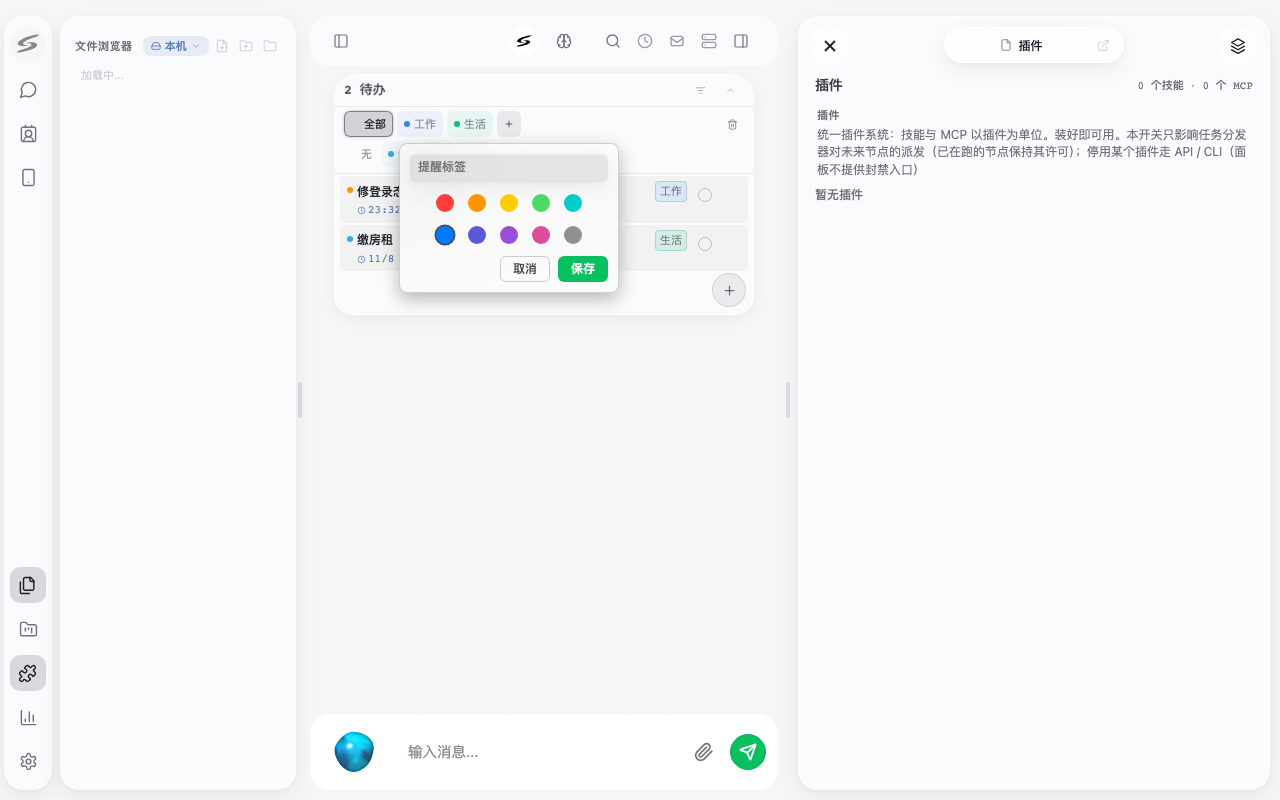 文件浏览器 本机
加载中...
2 待办
全部 工作 生活 +
无
提醒标签
修登录态
23:32
工作
缴房租
11/8
生活
取消 保存
输入消息...
插件
插件
0 个技能 · 0 个 MCP
插件
统一插件系统：技能与 MCP 以插件为单位。装好即可用。本开关只影响任务分发
器对未来节点的派发（已在跑的节点保持其许可）；停用某个插件走 API / CLI（面
板不提供封禁入口）
暂无插件